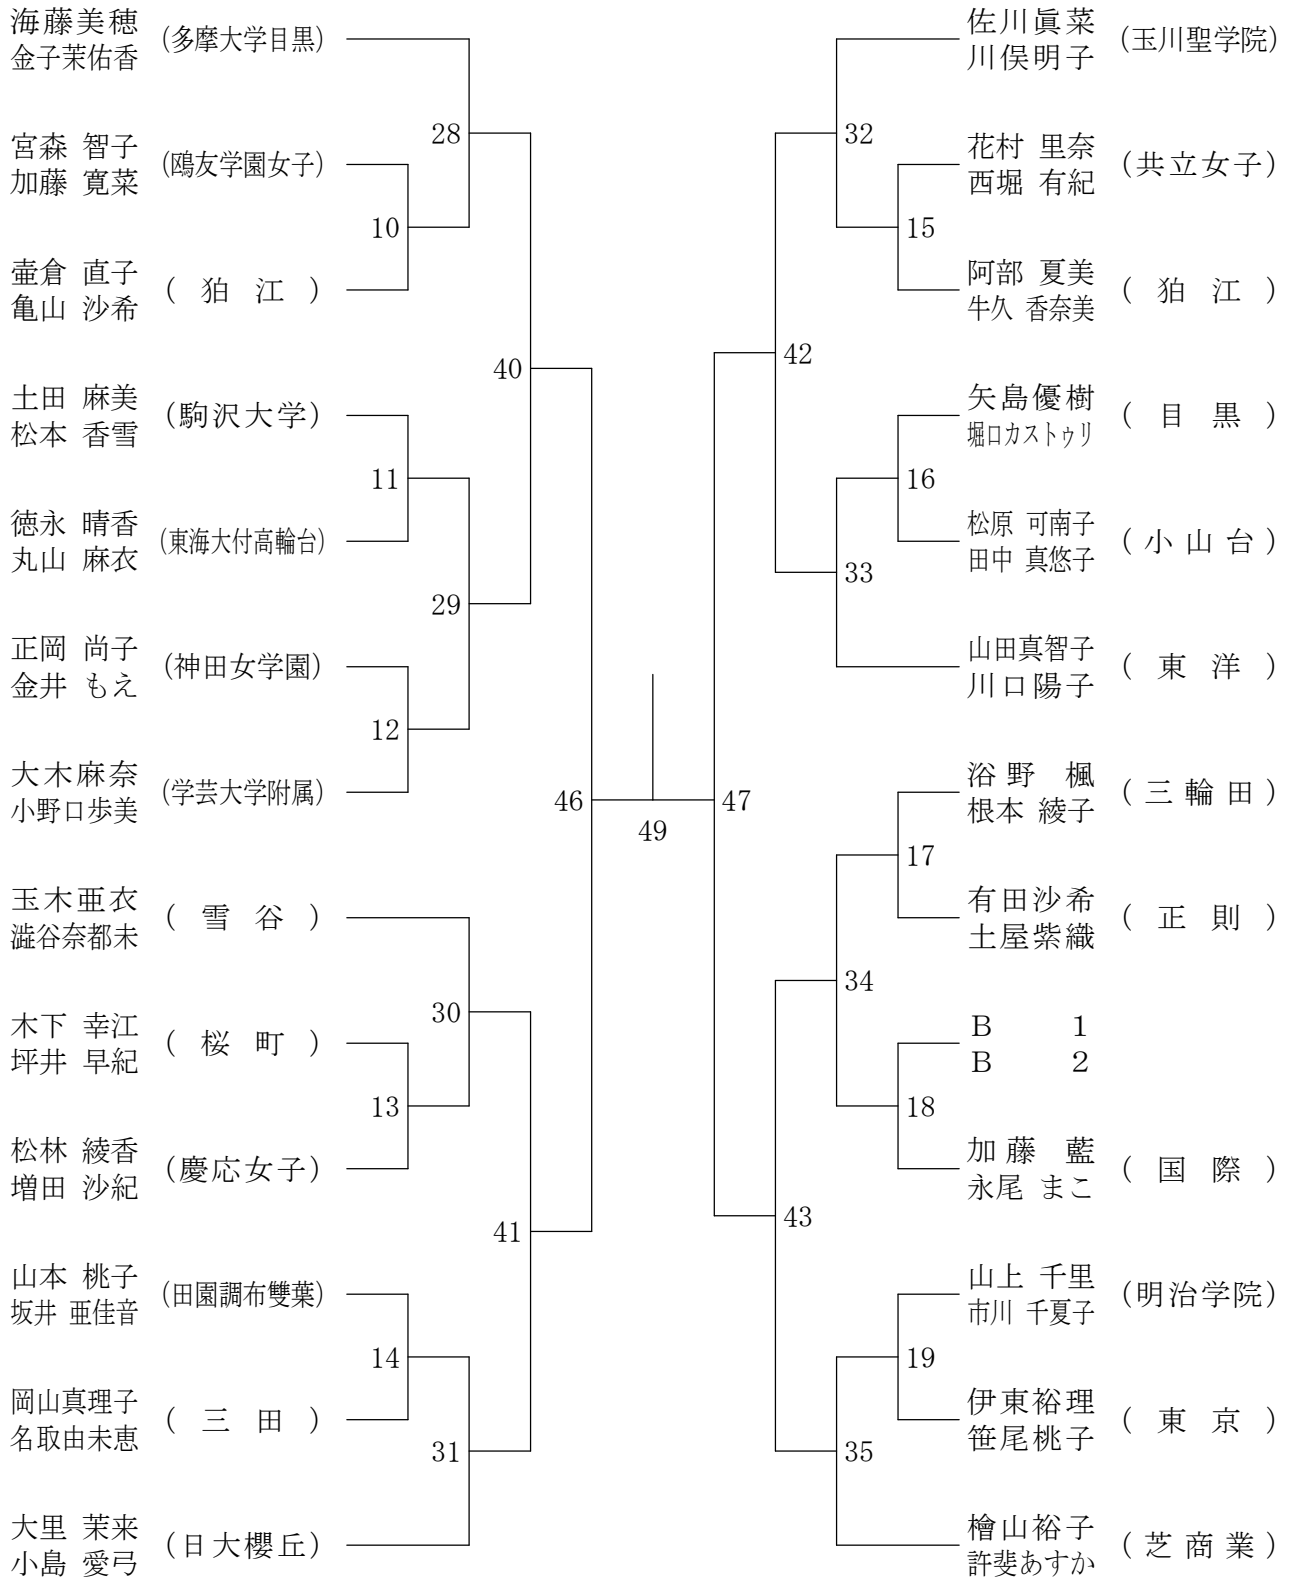 海藤美穂
金子茉佑香
(多摩大学目黒)
宮森 智子
加藤 寛菜
(鴎友学園女子)
壷倉 直子
亀山 沙希
( 狛 江 )
土田 麻美
松本 香雪
(駒沢大学)
徳永 晴香
丸山 麻衣
(東海大付高輪台)
正岡 尚子
金井 もえ
(神田女学園)
大木麻奈
小野口歩美
(学芸大学附属)
玉木亜衣
澁谷奈都未
( 雪 谷 )
木下 幸江
坪井 早紀
( 桜 町 )
松林 綾香
増田 沙紀
(慶応女子)
山本 桃子
坂井 亜佳音
(田園調布雙葉)
岡山真理子
名取由未恵
( 三 田 )
大里 茉来
小島 愛弓
(日大櫻丘)
28
10
40
11
29
12
46
30
13
41
14
31
49
47
32
15
42
16
33
17
34
18
43
19
35
佐川眞菜
川俣明子
(玉川聖学院)
花村 里奈
西堀 有紀
(共立女子)
阿部 夏美
牛久 香奈美
( 狛 江 )
矢島優樹
堀口カストゥリ
( 目 黒 )
松原 可南子
田中 真悠子
(小山台)
山田真智子
川口陽子
( 東 洋 )
浴野 楓
根本 綾子
(三輪田)
有田沙希
土屋紫織
( 正 則 )
B 1
B 2
加藤 藍
永尾 まこ
( 国 際 )
山上 千里
市川 千夏子
(明治学院)
伊東裕理
笹尾桃子
( 東 京 )
檜山裕子
許斐あすか
(芝商業)